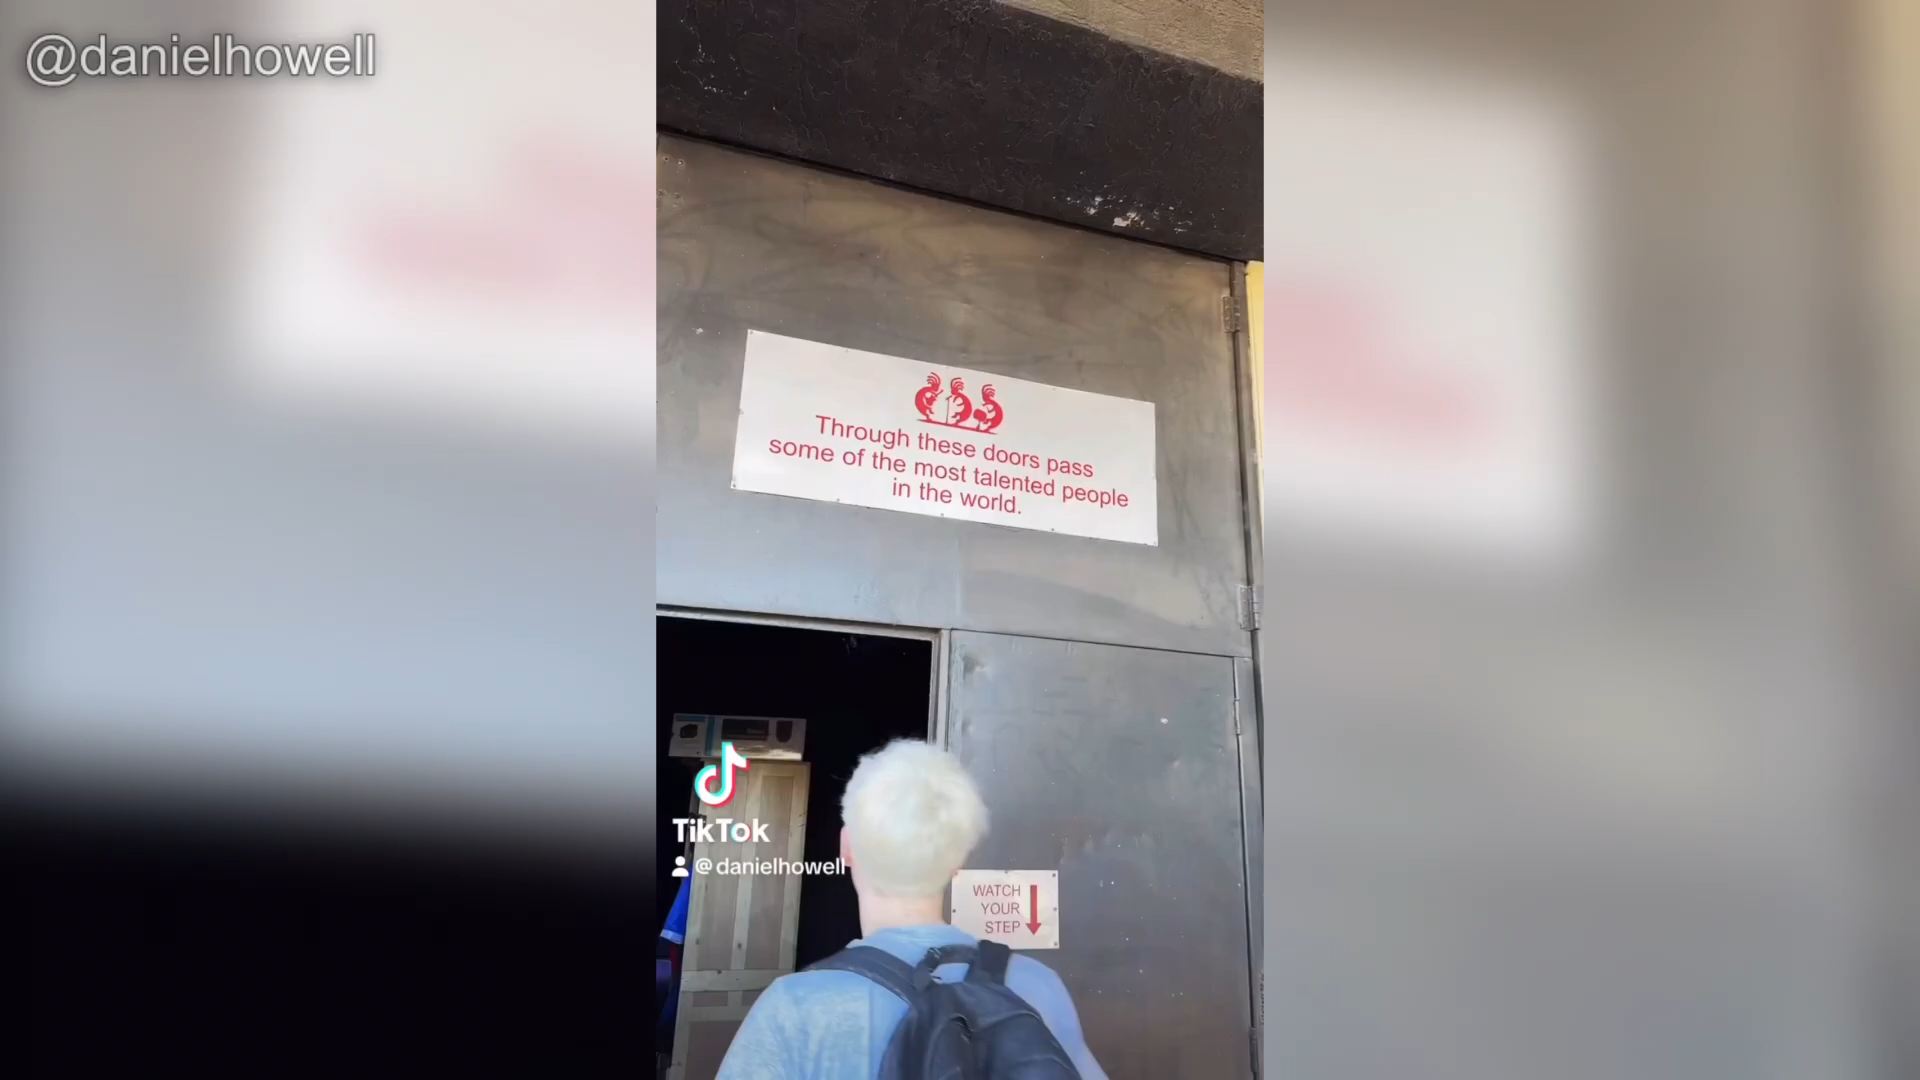 @danielhowell
Through these doors pass
some of the most talented people
in the world.
TikTok
@danielhowell
WATCH
YOUR
STEP